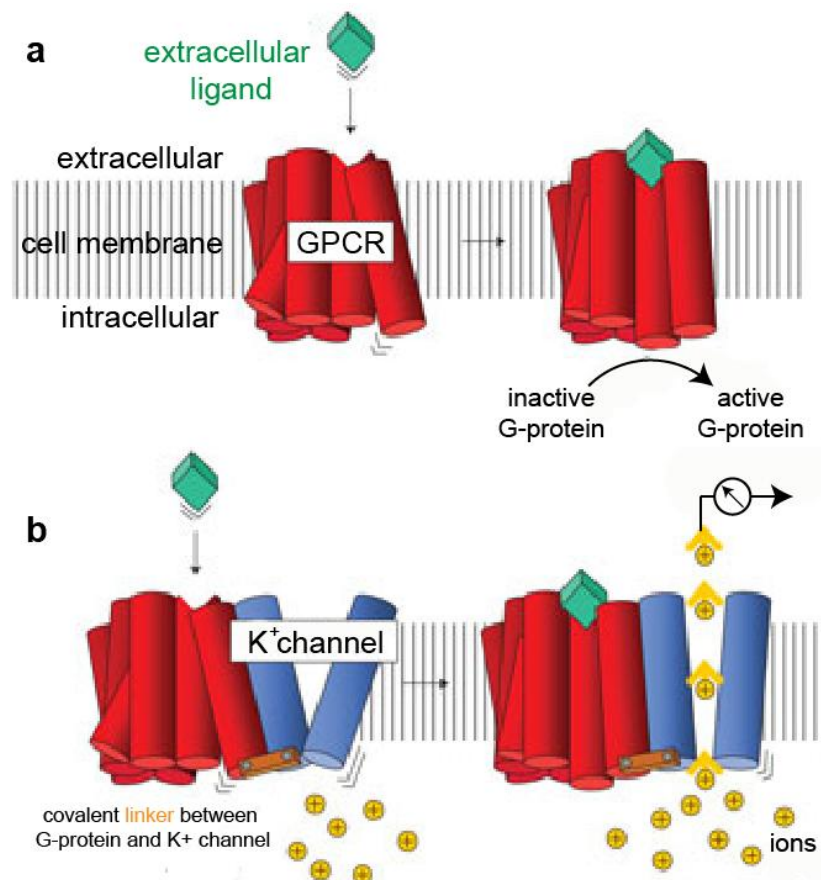 a
extracellular
ligand
extracellular
cell membrane
GPCR
intracellular
inactive
G-protein
active
G-protein
b
K+channel
covalent linker between
G-protein and K+ channel
ions